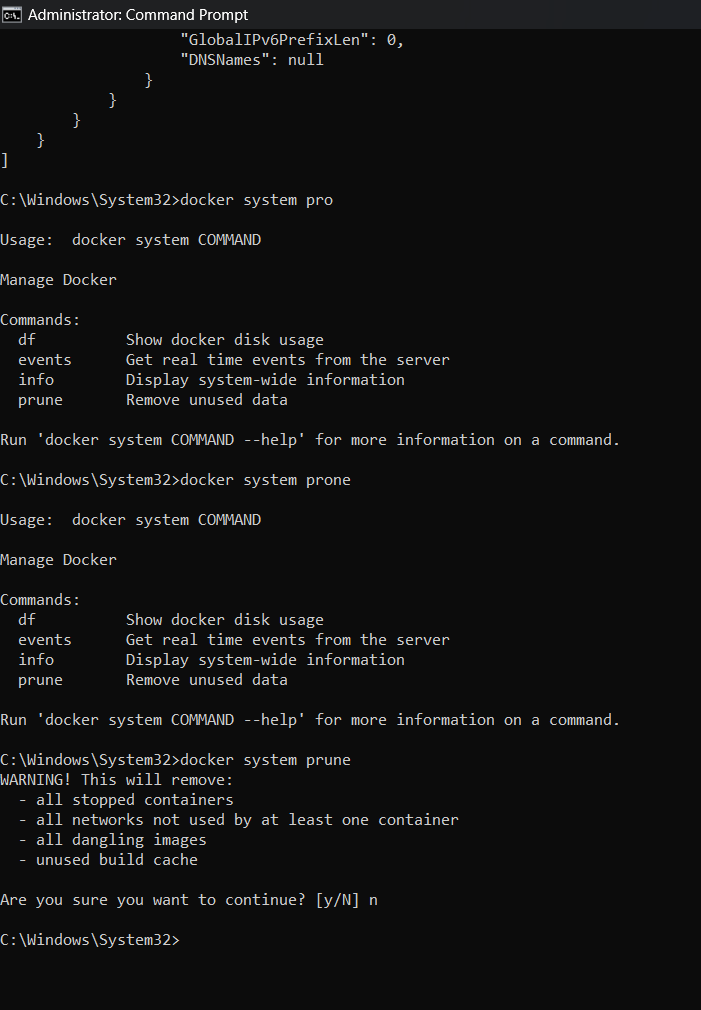 Administrator: Command Prompt
"GlobalIPv6PrefixLen": 0,
"DNSNames": null
}
}
}
}
]
C:\Windows\System32>docker system pro
Usage:  docker system COMMAND
Manage Docker
Commands:
df          Show docker disk usage
events      Get real time events from the server
info        Display system-wide information
prune       Remove unused data
Run 'docker system COMMAND --help' for more information on a command.
C:\Windows\System32>docker system prone
Usage:  docker system COMMAND
Manage Docker
Commands:
df          Show docker disk usage
events      Get real time events from the server
info        Display system-wide information
prune       Remove unused data
Run 'docker system COMMAND --help' for more information on a command.
C:\Windows\System32>docker system prune
WARNING! This will remove:
- all stopped containers
- all networks not used by at least one container
- all dangling images
- unused build cache
Are you sure you want to continue? [y/N] n
C:\Windows\System32>